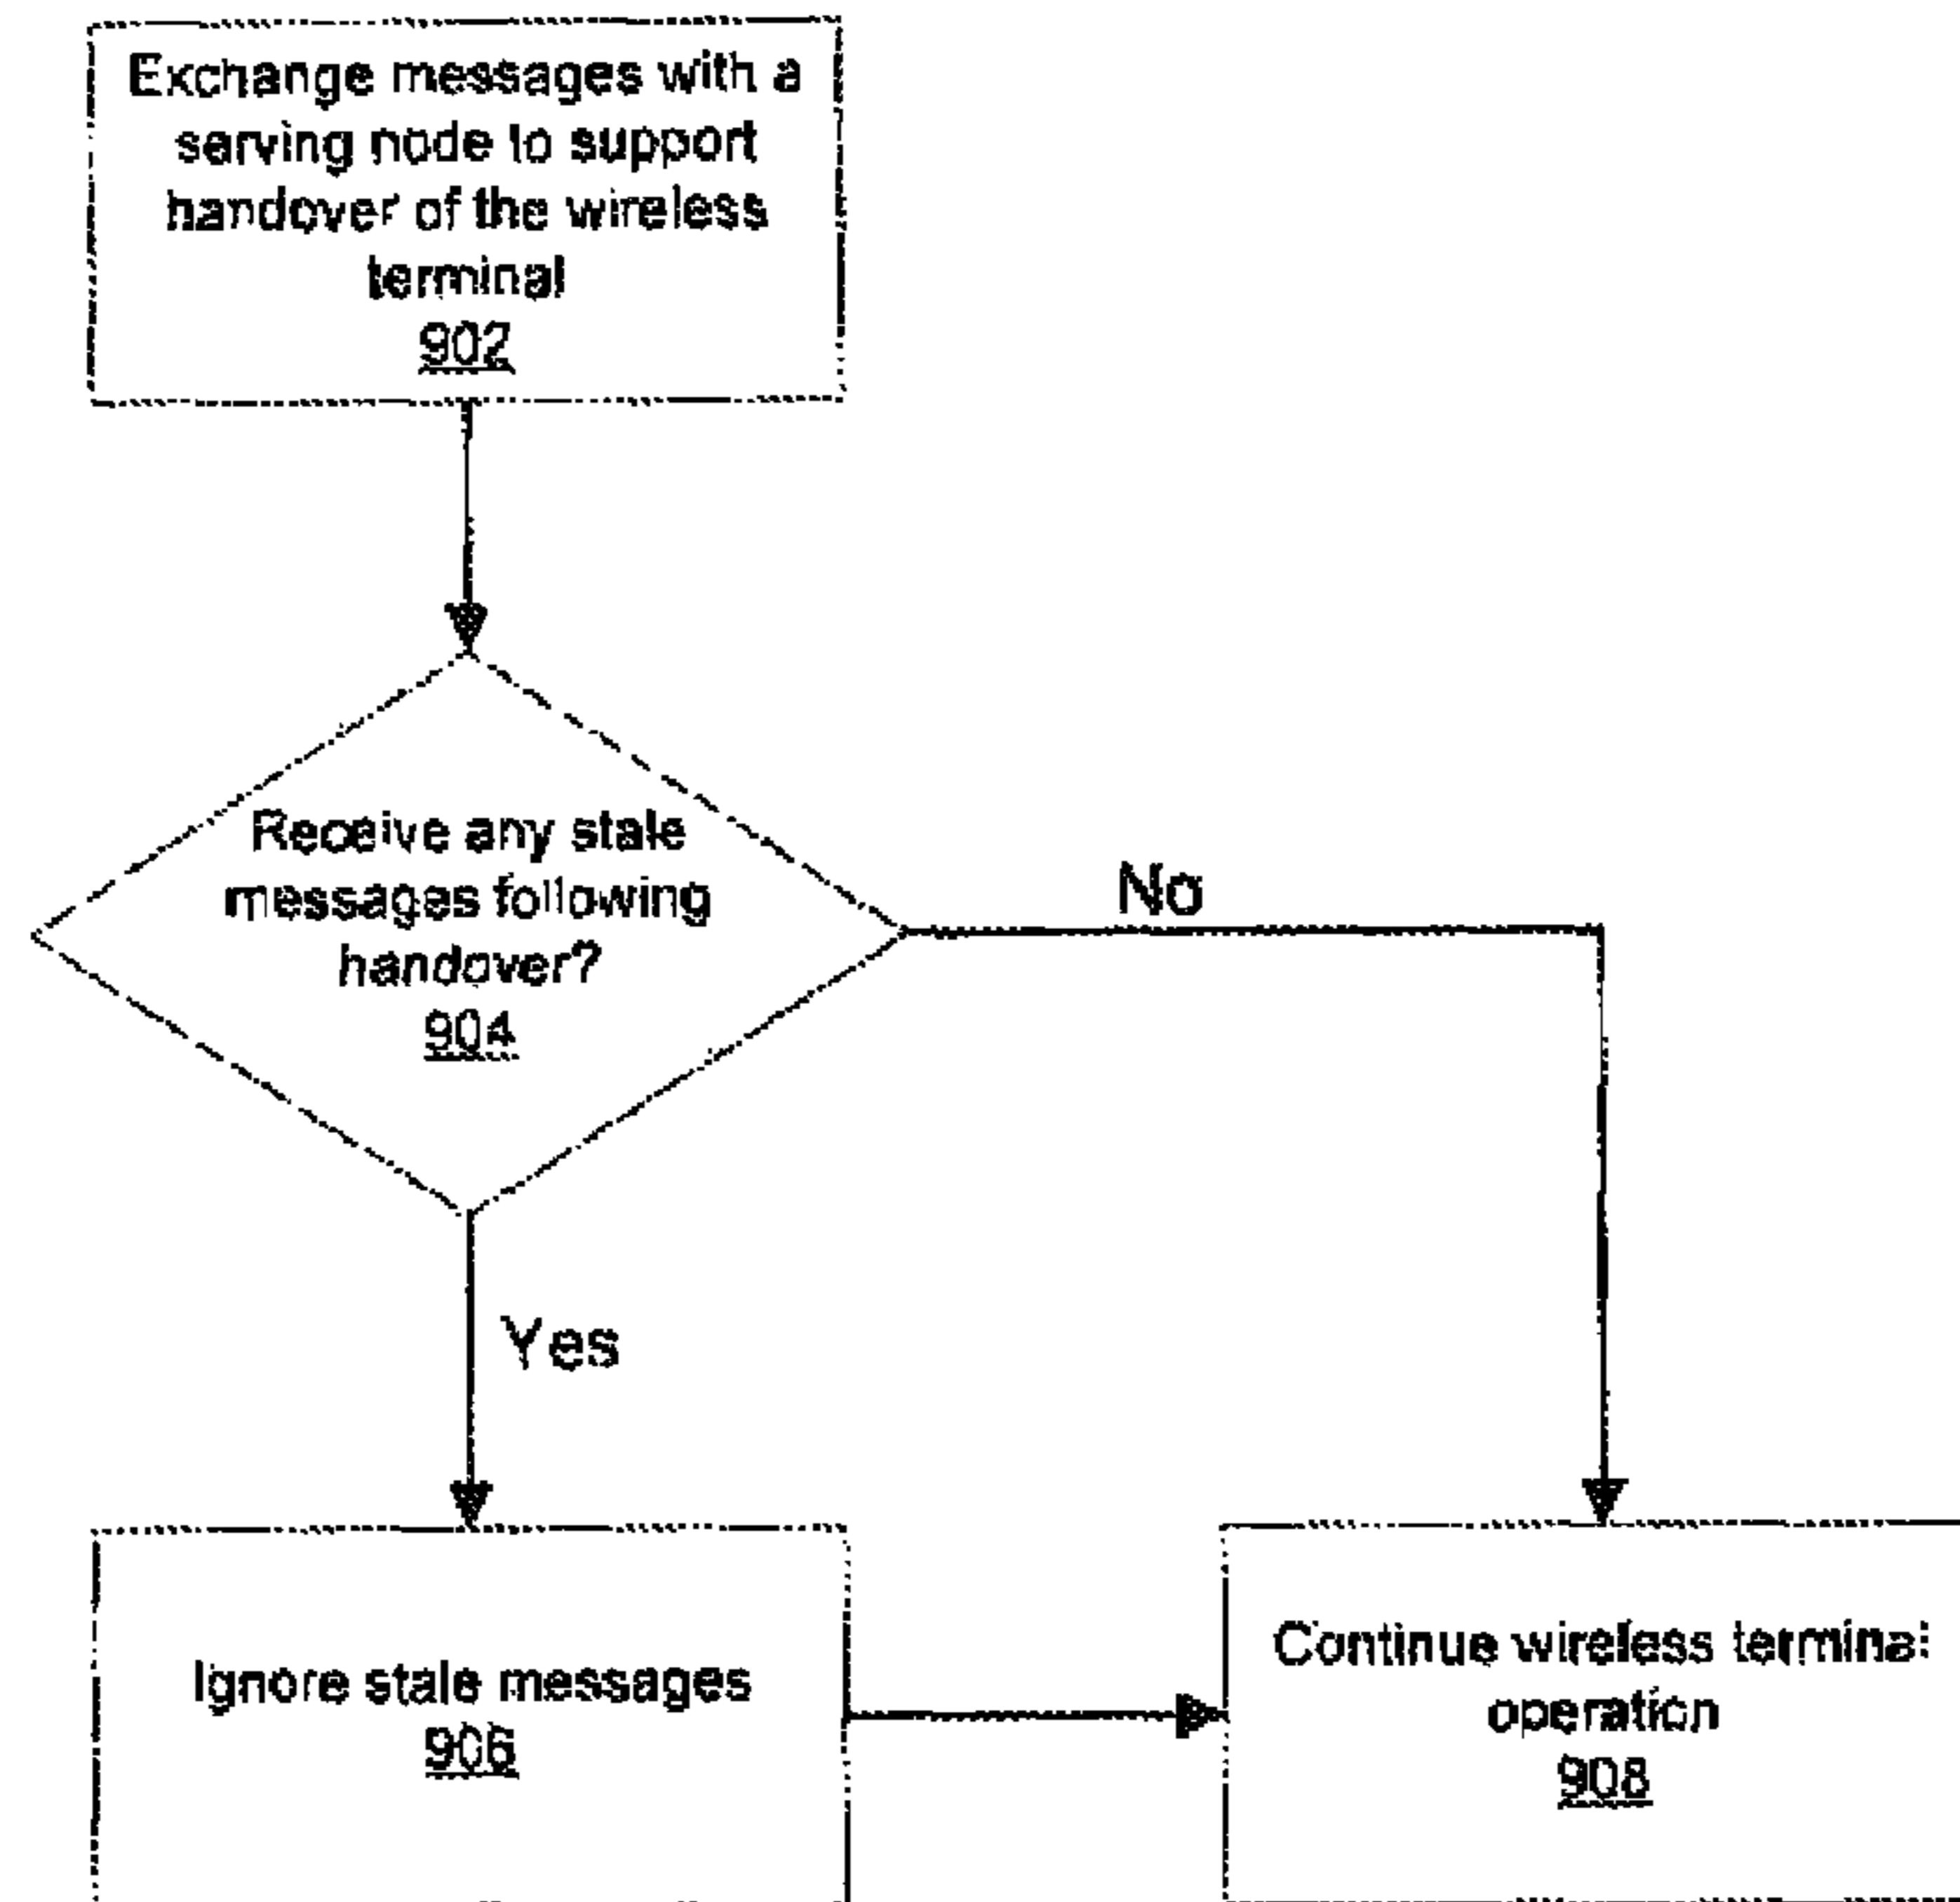 Exchange messages with a
serving node to support
handover of the wireless
terminal
902
Receive any stale
messages following
handover?
904
No
Yes
Ignore stale messages
906
Continue wireless terminal
operation
908